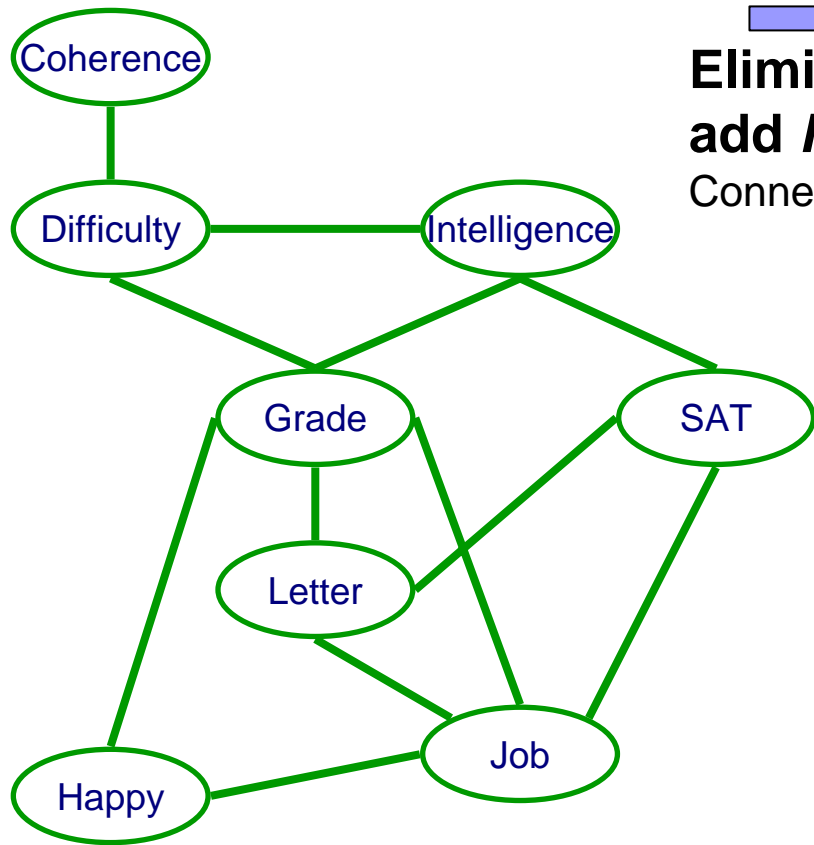 Coherence
Elimi
add
Conne
Difficulty
Intelligence
Grade
SAT
Letter
Job
Happy